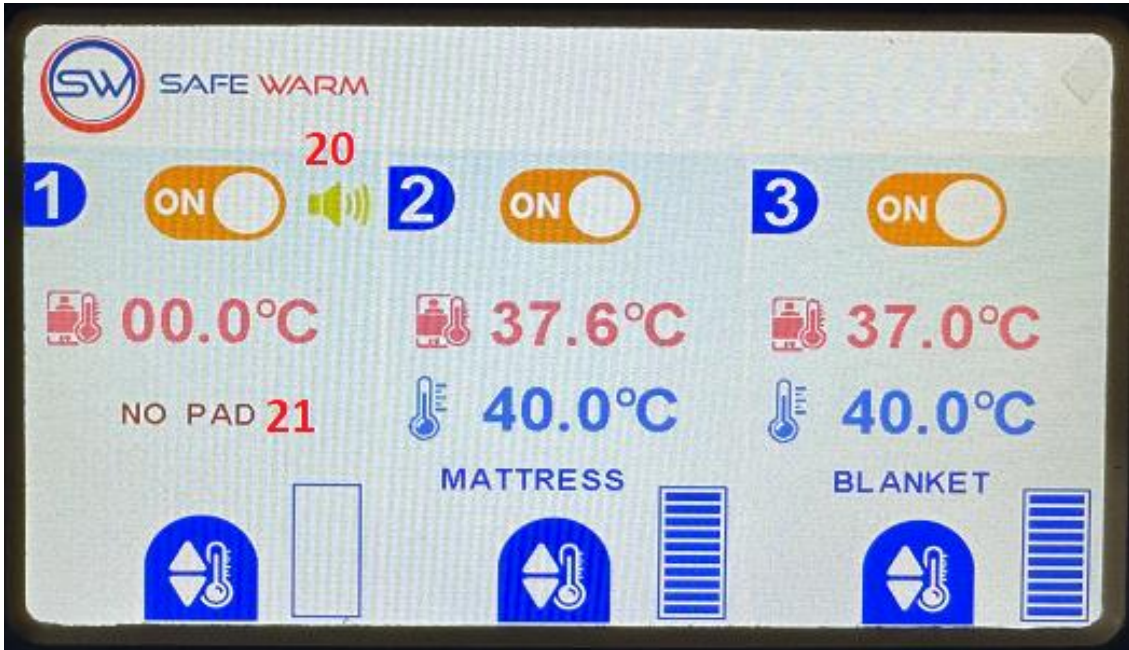 SW SAFE WARM
20
1 ON 2 ON 3 ON
00.0°C 37.6°C 37.0°C
NO PAD 21 40.0°C 40.0°C
MATTRESS BLANKET